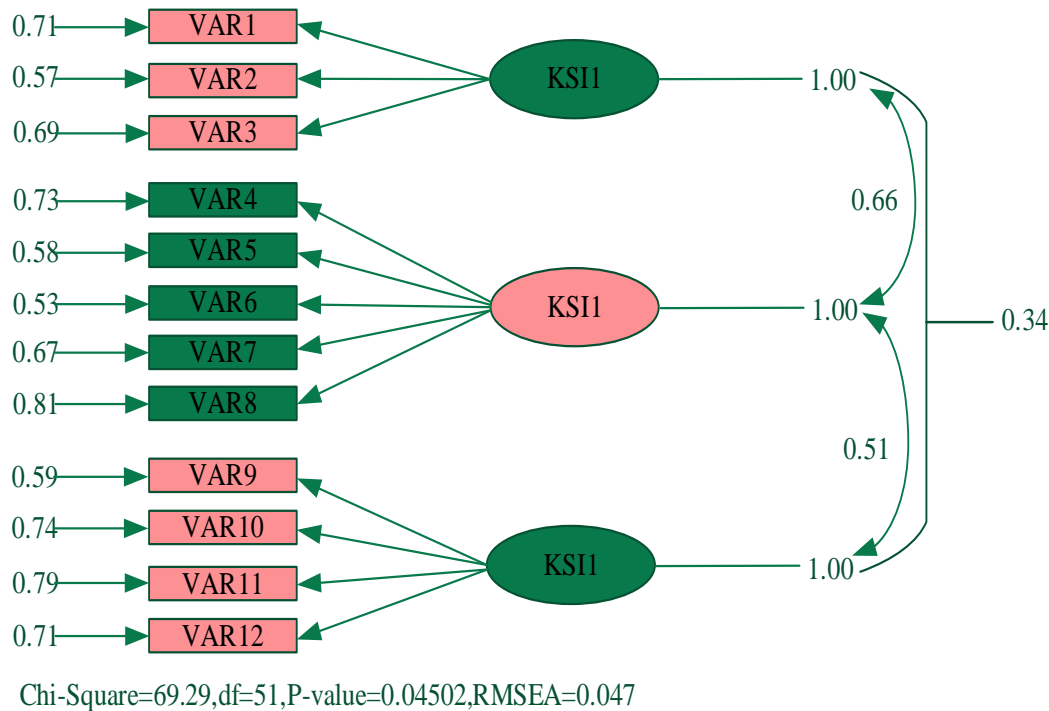 0.71 VAR1
0.57 VAR2 KSI1 1.00
0.69 VAR3
0.73 VAR4 0.66
0.58 VAR5
0.53 VAR6 KSI1 1.00 0.34
0.67 VAR7
0.81 VAR8
0.51
0.59 VAR9
0.74 VAR10
KSI1 1.00
0.79 VAR11
0.71 VAR12
Chi-Square=69.29,df=51,P-value=0.04502,RMSEA=0.047